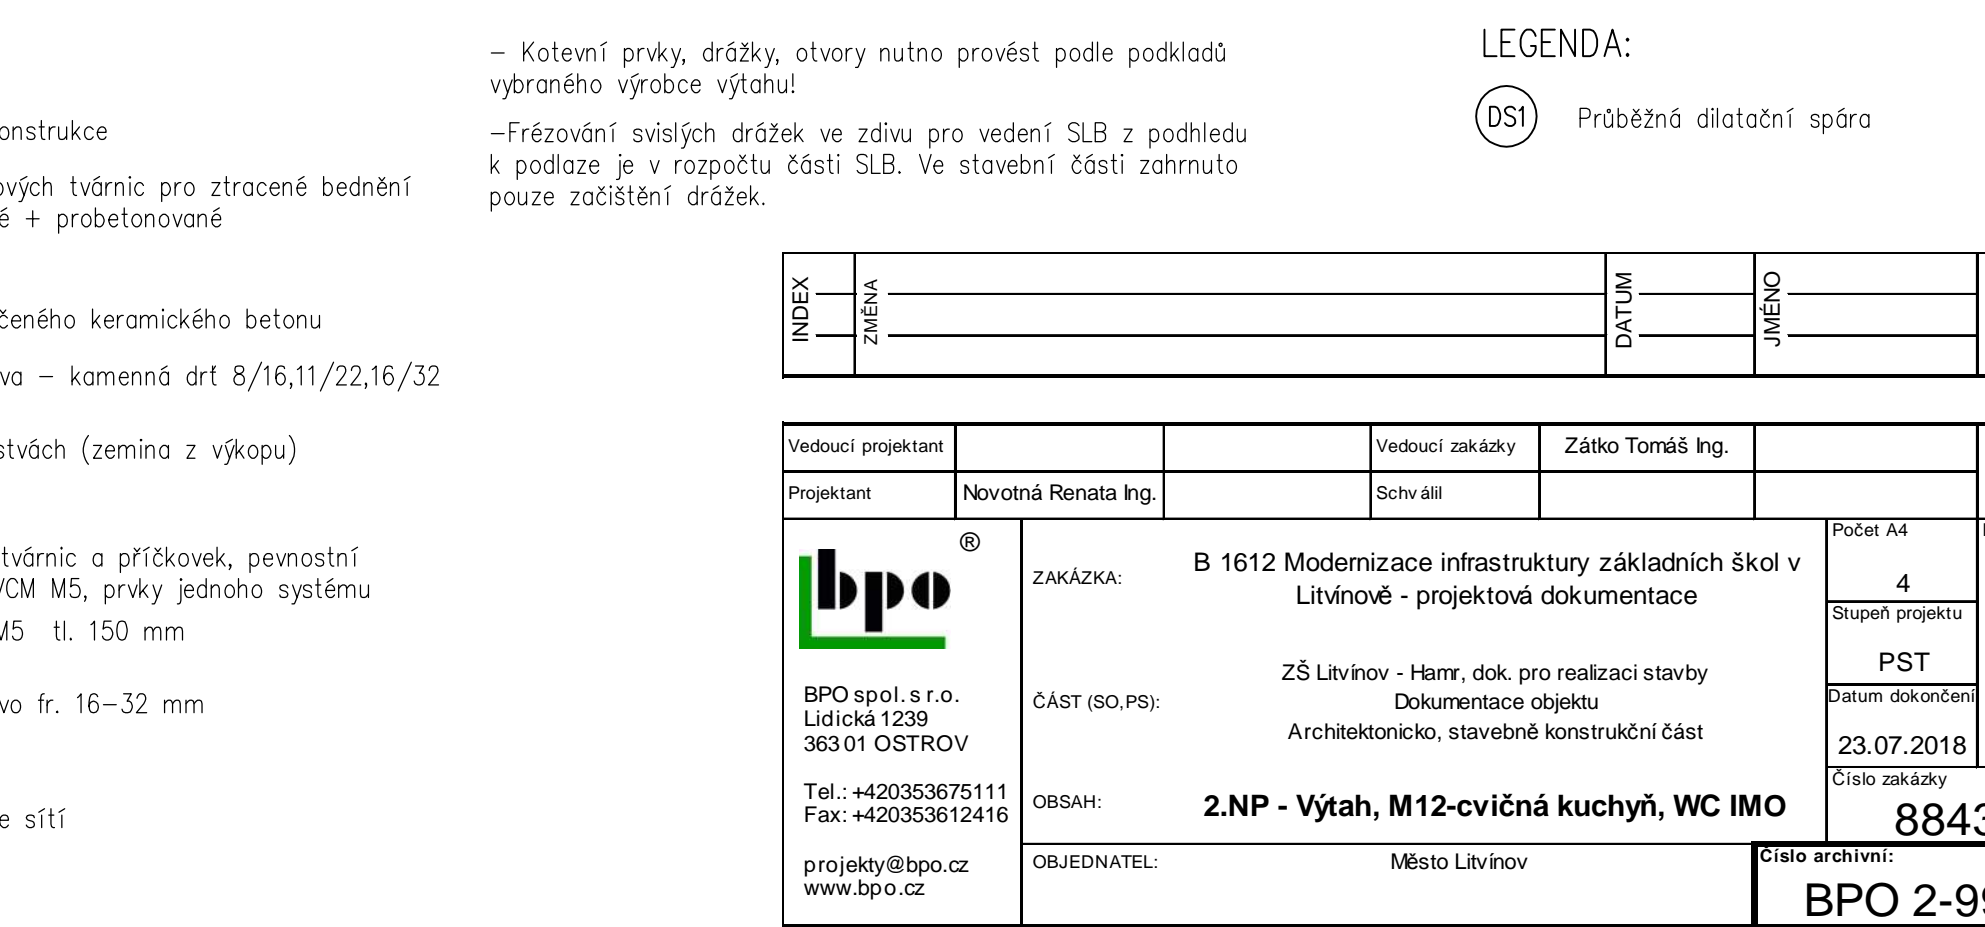 onstrukce
ových tvárnic pro ztracené bednění
é + probetonované
čeného keramického betonu
va – kamenná drť 8/16,11/22,16/32
stvách (zemina z výkopu)
tvárnic a příčkovek, pevnostní
/CM M5, prvky jednoho systému
M5 tl. 150 mm
vo fr. 16–32 mm
e sítí
– Kotevní prvky, drážky, otvory nutno provést podle podkladů
vybraného výrobce výtahu!
–Frézování svislých drážek ve zdivu pro vedení SLB z podhledu
k podlaze je v rozpočtu části SLB. Ve stavební části zahrnuto
pouze začištění drážek.
LEGENDA:
DS1 Průběžná dilatační spára
INDEX ZMĚNA DATUM JMÉNO
Vedoucí projektant Vedoucí zakázky Zátko Tomáš Ing.
Projektant Novotná Renata Ing. Schválil
bpo ®
BPO spol. s r.o.
Lidická 1239
363 01 OSTROV
Tel.: +420353675111
Fax: +420353612416
projekty@bpo.cz
www.bpo.cz
ZAKÁZKA: B 1612 Modernizace infrastruktury základních škol v
Litvínově - projektová dokumentace
ČÁST (SO,PS): ZŠ Litvínov - Hamr, dok. pro realizaci stavby
Dokumentace objektu
Architektonicko, stavebně konstrukční část
OBSAH: 2.NP - Výtah, M12-cvičná kuchyň, WC IMO
OBJEDNATEL: Město Litvínov
Počet A4
4
Stupeň projektu
PST
Datum dokončení
23.07.2018
Číslo zakázky
8843
Číslo archivní:
BPO 2-99